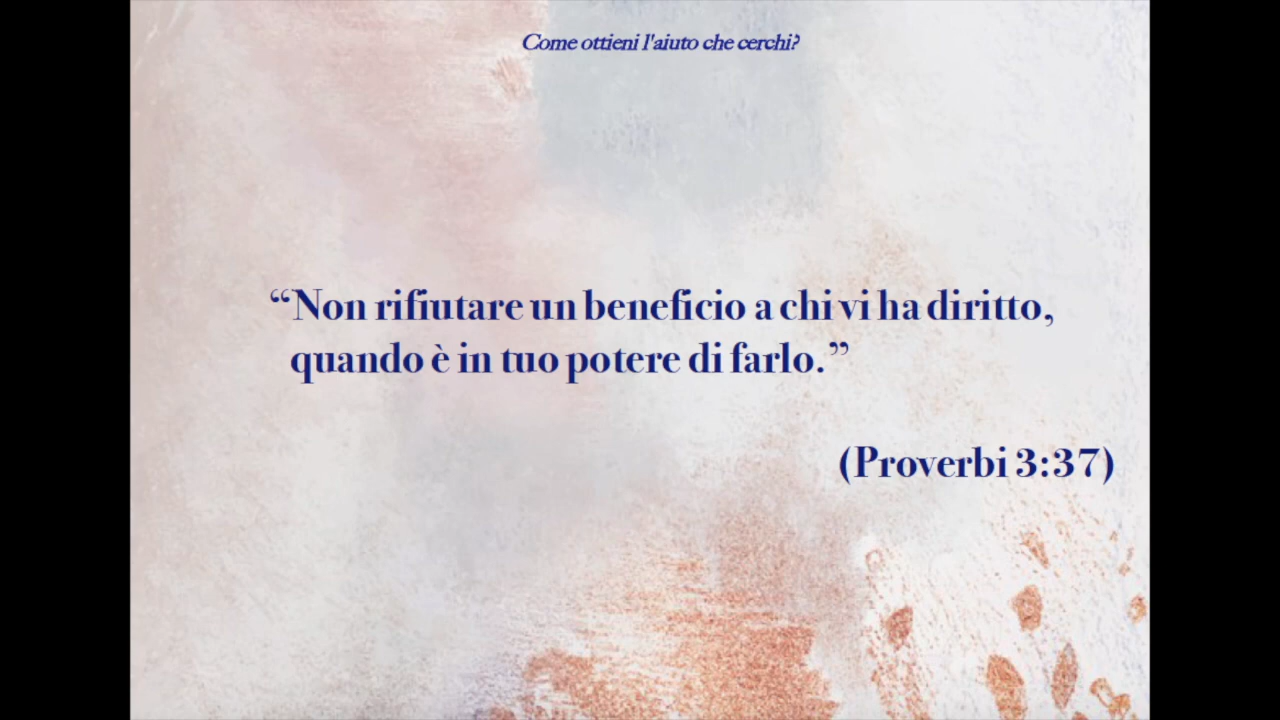 Come ottieni l'aiuto che cerchi?
“Non rifiutare un beneficio a chi vi ha diritto,
quando è in tuo potere di farlo.”
(Proverbi 3:37)